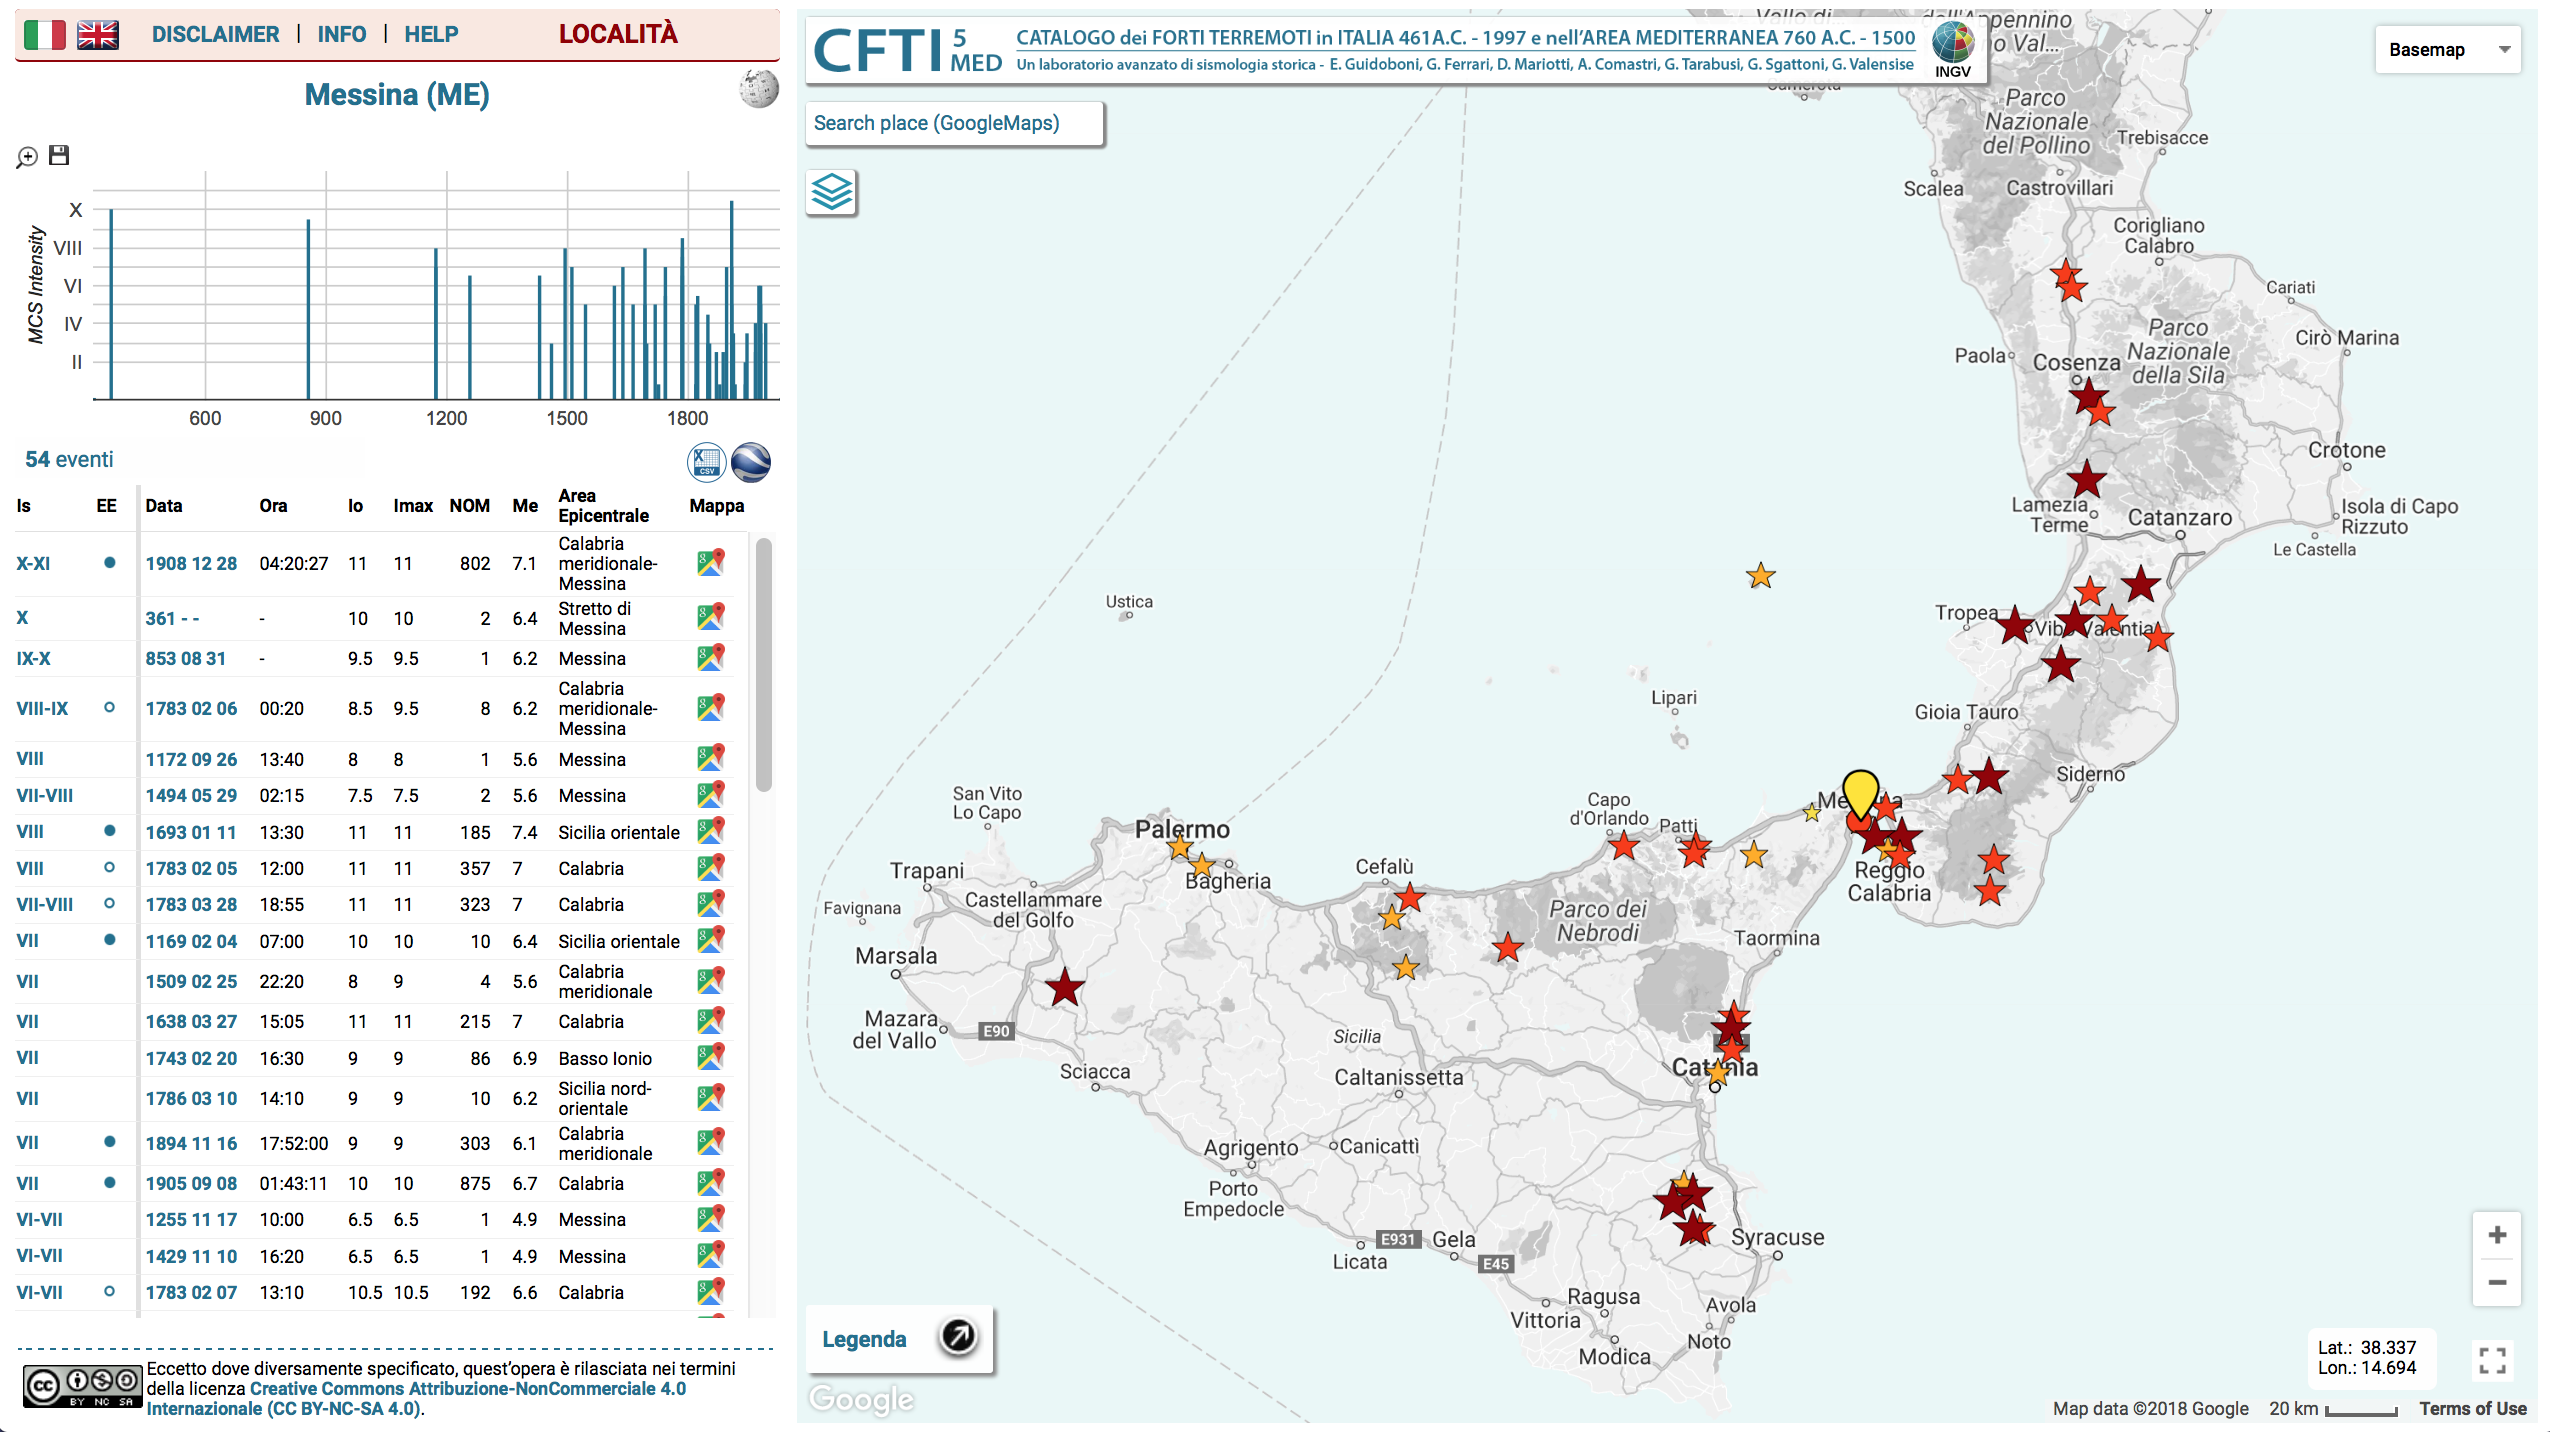 DISCLAIMER | INFO | HELP
LOCALITÀ
Messina (ME)
MCS Intensity
X
VIII
VI
IV
II
600 900 1200 1500 1800
54 eventi
CSV
Is EE Data Ora Io Imax NOM Me Area Epicentrale Mappa
X-XI 1908 12 28 04:20:27 11 11 802 7.1 Calabria meridionale-Messina
X 361 - - - 10 10 2 6.4 Stretto di Messina
IX-X 853 08 31 - 9.5 9.5 1 6.2 Messina
VIII-IX 1783 02 06 00:20 8.5 9.5 8 6.2 Calabria meridionale-Messina
VIII 1172 09 26 13:40 8 8 1 5.6 Messina
VII-VIII 1494 05 29 02:15 7.5 7.5 2 5.6 Messina
VIII 1693 01 11 13:30 11 11 185 7.4 Sicilia orientale
VIII 1783 02 05 12:00 11 11 357 7 Calabria
VII-VIII 1783 03 28 18:55 11 11 323 7 Calabria
VII 1169 02 04 07:00 10 10 10 6.4 Sicilia orientale
VII 1509 02 25 22:20 8 9 4 5.6 Calabria meridionale
VII 1638 03 27 15:05 11 11 215 7 Calabria
VII 1743 02 20 16:30 9 9 86 6.9 Basso Ionio
VII 1786 03 10 14:10 9 9 10 6.2 Sicilia nord-orientale
VII 1894 11 16 17:52:00 9 9 303 6.1 Calabria meridionale
VII 1905 09 08 01:43:11 10 10 875 6.7 Calabria
VI-VII 1255 11 17 10:00 6.5 6.5 1 4.9 Messina
VI-VII 1429 11 10 16:20 6.5 6.5 1 4.9 Messina
VI-VII 1783 02 07 13:10 10.5 10.5 192 6.6 Calabria
cc BY NC SA
Eccetto dove diversamente specificato, quest'opera è rilasciata nei termini
della licenza Creative Commons Attribuzione-NonCommerciale 4.0
Internazionale (CC BY-NC-SA 4.0).
CFTI 5 MED
CATALOGO dei FORTI TERREMOTI in ITALIA 461 A.C. - 1997 e nell'AREA MEDITERRANEA 760 A.C. - 1500
Un laboratorio avanzato di sismologia storica - E. Guidoboni, G. Ferrari, D. Mariotti, A. Comastri, G. Tarabusi, G. Sgattoni, G. Valensise
INGV
Basemap
Search place (GoogleMaps)
Parco
Nazionale
del Pollino
Trebisacce
Scalea
Castrovillari
Corigliano
Calabro
Cariati
Parco
Nazionale
della Sila
Cirò Marina
Paola
Cosenza
Crotone
Lamezia
Terme
Catanzaro
Isola di Capo
Rizzuto
Le Castella
Ustica
Tropea
Vibo Valentia
Lipari
Gioia Tauro
Siderno
San Vito
Lo Capo
Capo
d'Orlando
Patti
Messina
Palermo
Trapani
Bagheria
Cefalù
Reggio
Calabria
Favignana
Castellammare
del Golfo
Parco dei
Nebrodi
Taormina
Marsala
Mazara
del Vallo
E90
Sicilia
Sciacca
Caltanissetta
Catania
Agrigento
Canicattì
Porto
Empedocle
E931
Gela
Licata
E45
Syracuse
Ragusa
Vittoria
Avola
Noto
Modica
Legenda
Google
+
−
Lat.: 38.337
Lon.: 14.694
Map data ©2018 Google 20 km Terms of Use